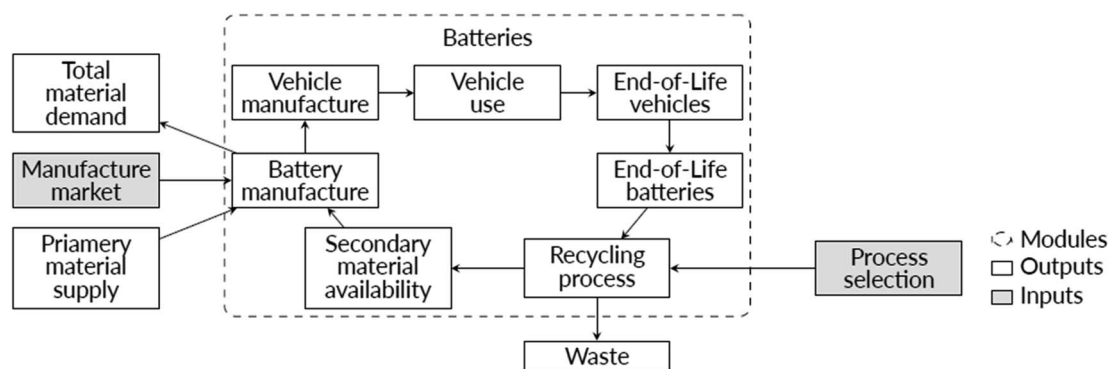 Batteries
Total
material
demand
Vehicle
manufacture
Vehicle
use
End-of-Life
vehicles
Manufacture
market
Battery
manufacture
End-of-Life
batteries
Priamery
material
supply
Secondary
material
availability
Recycling
process
Process
selection
Waste
Modules
Outputs
Inputs